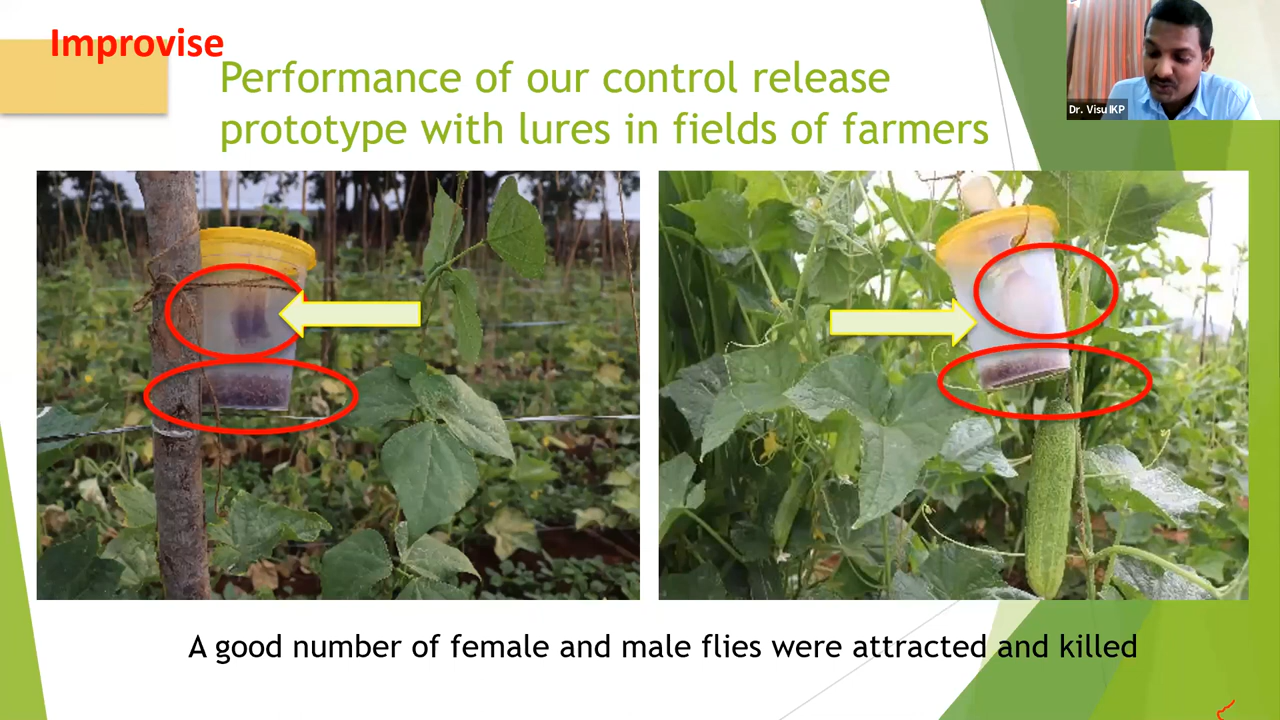 Improvise
Performance of our control release
prototype with lures in fields of farmers
Dr. Visu IKP
A good number of female and male flies were attracted and killed